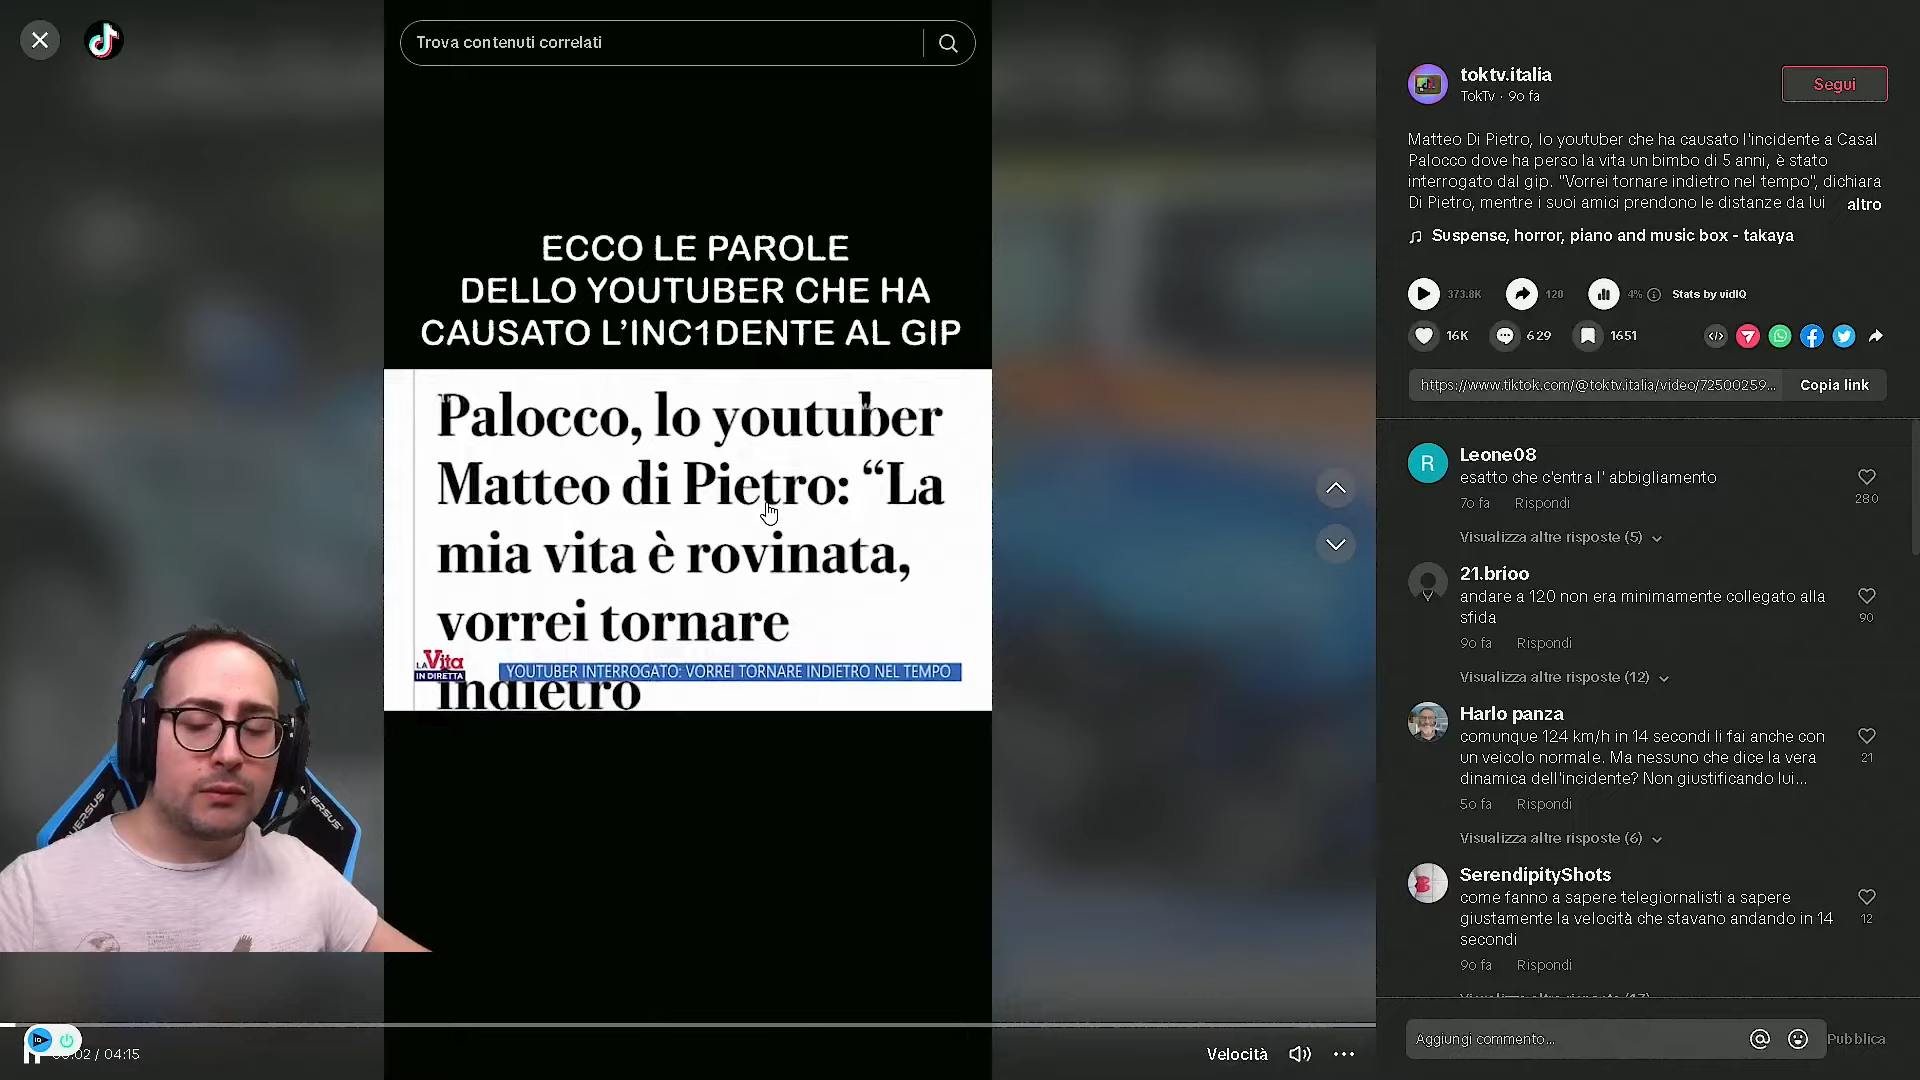 Trova contenuti correlati
ECCO LE PAROLE
DELLO YOUTUBER CHE HA
CAUSATO L'INC1DENTE AL GIP
Palocco, lo youtuber
Matteo di Pietro: “La
mia vita è rovinata,
vorrei tornare
indietro
LA Vita
IN DIRETTA
YOUTUBER INTERROGATO: VORREI TORNARE INDIETRO NEL TEMPO
VERSUS
VERSUS
/ 04:15
Velocità
toktv.italia
TokTv · 9o fa
Segui
Matteo Di Pietro, lo youtuber che ha causato l'incidente a Casal
Palocco dove ha perso la vita un bimbo di 5 anni, è stato
interrogato dal gip. "Vorrei tornare indietro nel tempo", dichiara
Di Pietro, mentre i suoi amici prendono le distanze da lui altro
Suspense, horror, piano and music box - takaya
373.8K 120 4% Stats by vidIQ
16K 629 1651
https://www.tiktok.com/@toktv.italia/video/72500259... Copia link
R
Leone08
esatto che c'entra l' abbigliamento
7o fa Rispondi
280
Visualizza altre risposte (5)
21.brioo
andare a 120 non era minimamente collegato alla
sfida
90
9o fa Rispondi
Visualizza altre risposte (12)
Harlo panza
comunque 124 km/h in 14 secondi li fai anche con
un veicolo normale. Ma nessuno che dice la vera
dinamica dell'incidente? Non giustificando lui...
21
5o fa Rispondi
Visualizza altre risposte (6)
SerendipityShots
come fanno a sapere telegiornalisti a sapere
giustamente la velocità che stavano andando in 14
secondi
12
9o fa Rispondi
Aggiungi commento... Pubblica